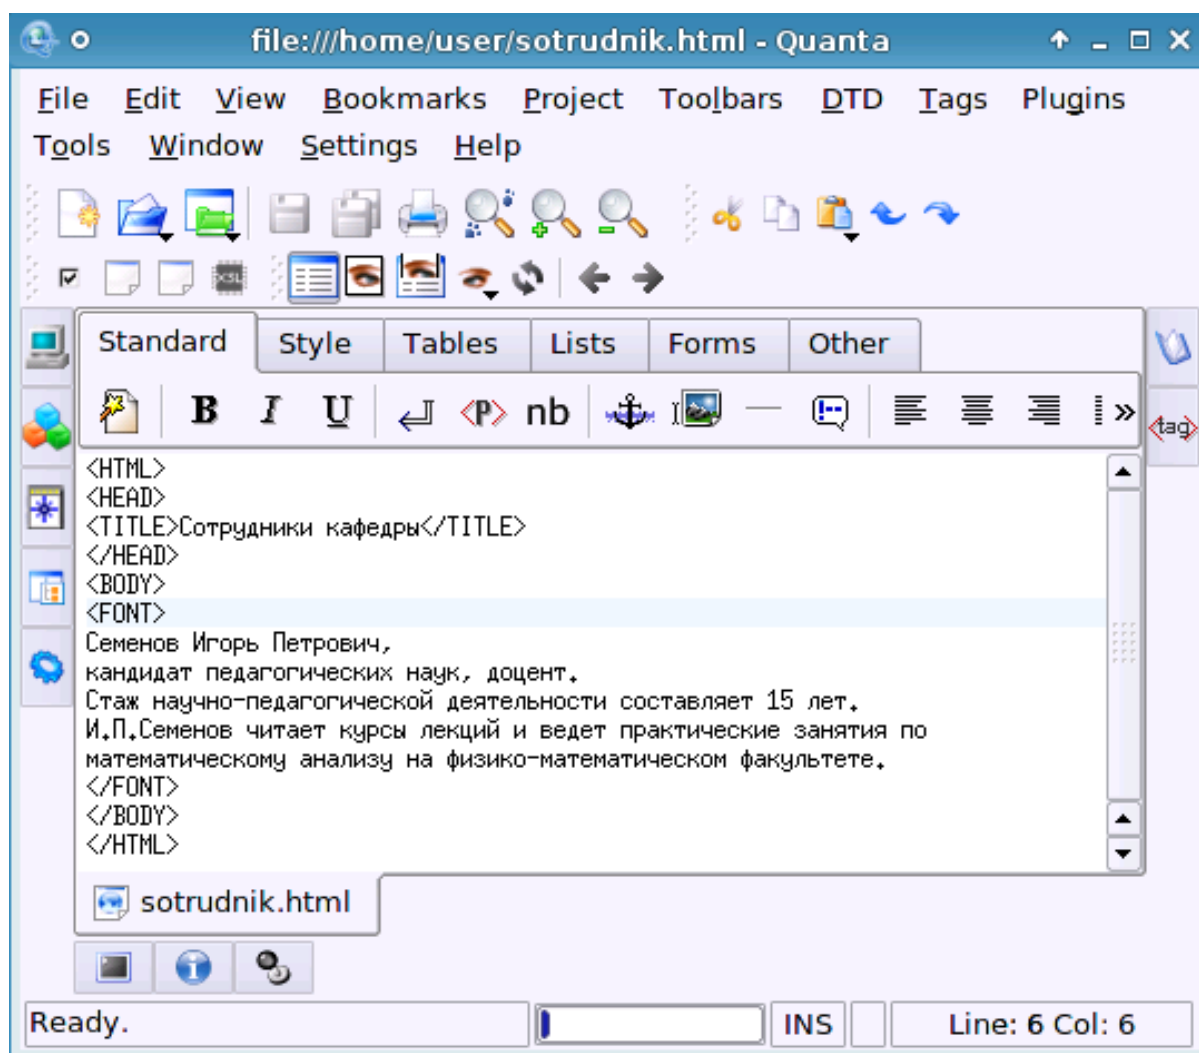 file:///home/user/sotrudnik.html - Quanta
File Edit View Bookmarks Project Toolbars DTD Tags Plugins
Tools Window Settings Help
XSL
Standard Style Tables Lists Forms Other
B I U <P> nb
<tag>
<HTML>
<HEAD>
<TITLE>Сотрудники кафедры</TITLE>
</HEAD>
<BODY>
<FONT>
Семенов Игорь Петрович,
кандидат педагогических наук, доцент.
Стаж научно-педагогической деятельности составляет 15 лет.
И.П.Семенов читает курсы лекций и ведет практические занятия по
математическому анализу на физико-математическом факультете.
</FONT>
</BODY>
</HTML>
sotrudnik.html
Ready. INS Line: 6 Col: 6